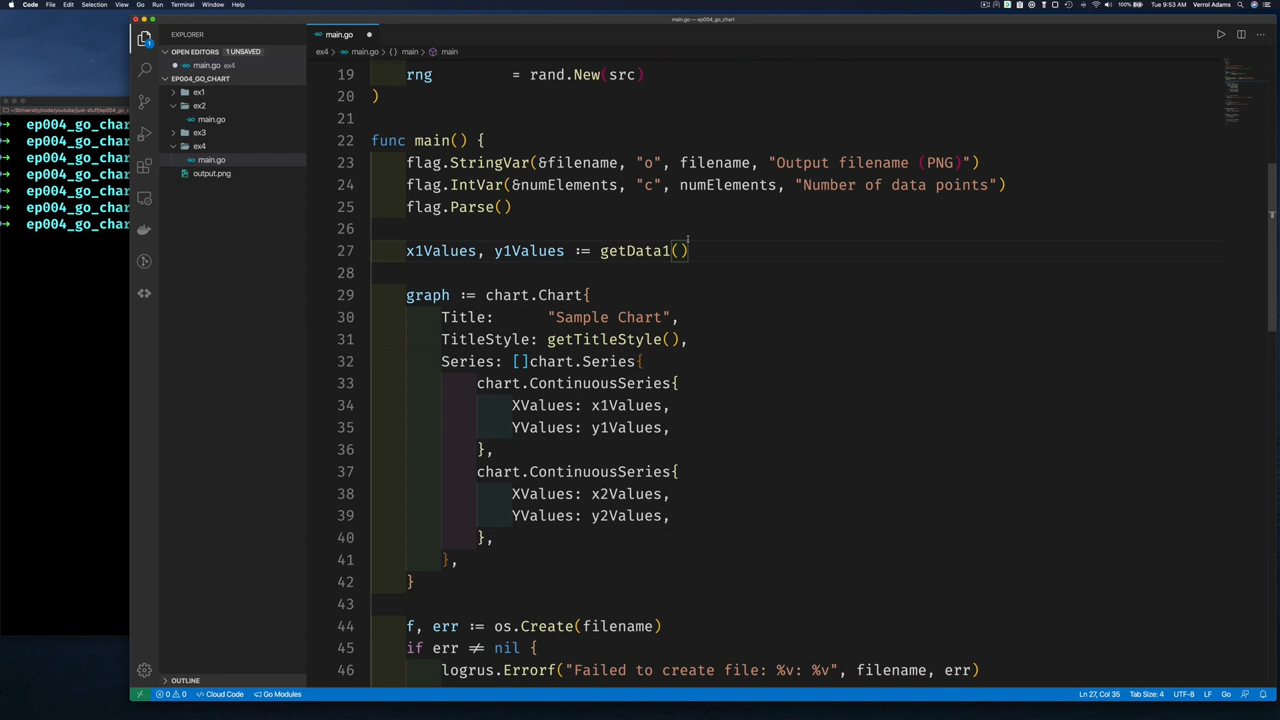 Code File Edit Selection View Go Run Terminal Window Help 100% Tue 9:53 AM Verrol Adams
main.go — ep004_go_chart
EXPLORER
OPEN EDITORS 1 UNSAVED
main.go ex4
EP004_GO_CHART
ex1
ex2
main.go
ex3
ex4
main.go
output.png
OUTLINE
ep004_go_char
ep004_go_char
ep004_go_char
ep004_go_char
ep004_go_char
ep004_go_char
ep004_go_char
main.go
ex4 > main.go > {} main > main
19 rng = rand.New(src)
20 )
21
22 func main() {
23 flag.StringVar(&filename, "o", filename, "Output filename (PNG)")
24 flag.IntVar(&numElements, "c", numElements, "Number of data points")
25 flag.Parse()
26
27 x1Values, y1Values := getData1()
28
29 graph := chart.Chart{
30 Title: "Sample Chart",
31 TitleStyle: getTitleStyle(),
32 Series: []chart.Series{
33 chart.ContinuousSeries{
34 XValues: x1Values,
35 YValues: y1Values,
36 },
37 chart.ContinuousSeries{
38 XValues: x2Values,
39 YValues: y2Values,
40 },
41 },
42 }
43
44 f, err := os.Create(filename)
45 if err ≠ nil {
46 logrus.Errorf("Failed to create file: %v: %v", filename, err)
0 0 Cloud Code Go Modules Ln 27, Col 35 Tab Size: 4 UTF-8 LF Go